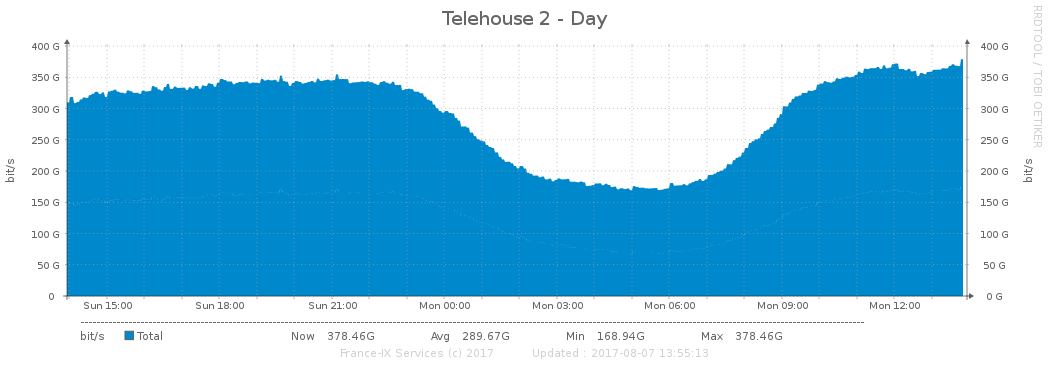 Telehouse 2 - Day
RRDTOOL / TOBI OETIKER
400 G 400 G
350 G 350 G
300 G 300 G
250 G 250 G
200 G 200 G
150 G 150 G
100 G 100 G
50 G 50 G
0 0 G
bit/s bit/s
Sun 15:00 Sun 18:00 Sun 21:00 Mon 00:00 Mon 03:00 Mon 06:00 Mon 09:00 Mon 12:00
bit/s Total Now 378.46G Avg 289.67G Min 168.94G Max 378.46G
France-IX Services (c) 2017 Updated : 2017-08-07 13:55:13